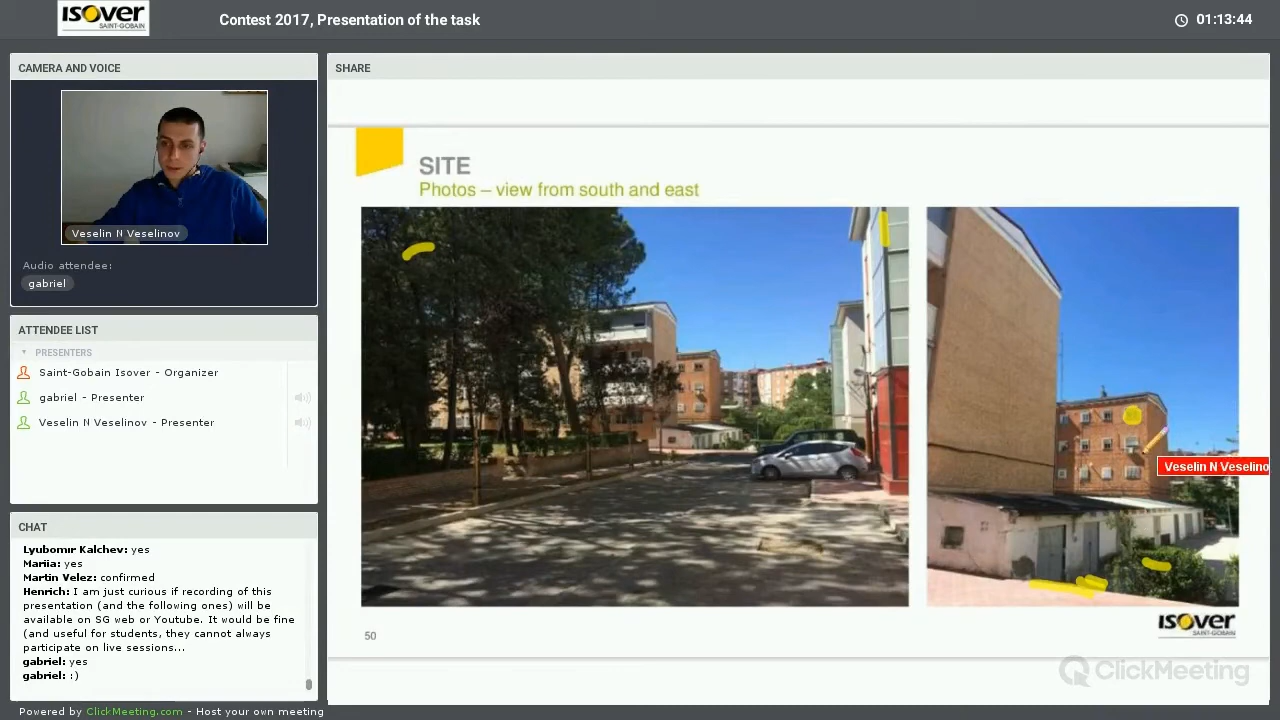 isover
SAINT-GOBAIN
Contest 2017, Presentation of the task
01:13:44
CAMERA AND VOICE
Veselin N Veselinov
Audio attendee:
gabriel
ATTENDEE LIST
PRESENTERS
Saint-Gobain Isover - Organizer
gabriel - Presenter
Veselin N Veselinov - Presenter
CHAT
Lyubomir Kalchev: yes
Mariia: yes
Martin Velez: confirmed
Henrich: I am just curious if recording of this
presentation (and the following ones) will be
available on SG web or Youtube. It would be fine
(and useful for students, they cannot always
participate on live sessions...
gabriel: yes
gabriel: :)
Powered by ClickMeeting.com - Host your own meeting
SHARE
SITE
Photos – view from south and east
Veselin N Veselino
50
isover
SAINT-GOBAIN
ClickMeeting